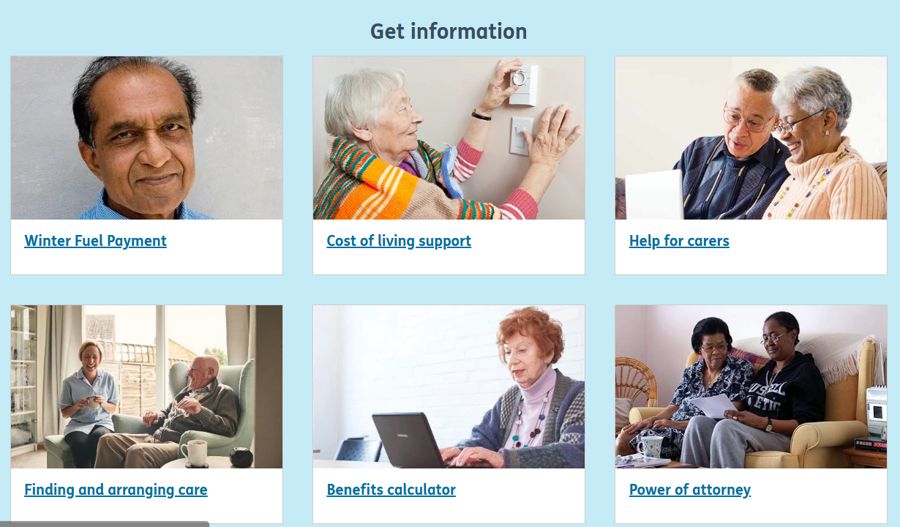 Get information
Winter Fuel Payment
Cost of living support
Help for carers
Finding and arranging care
Benefits calculator
Power of attorney